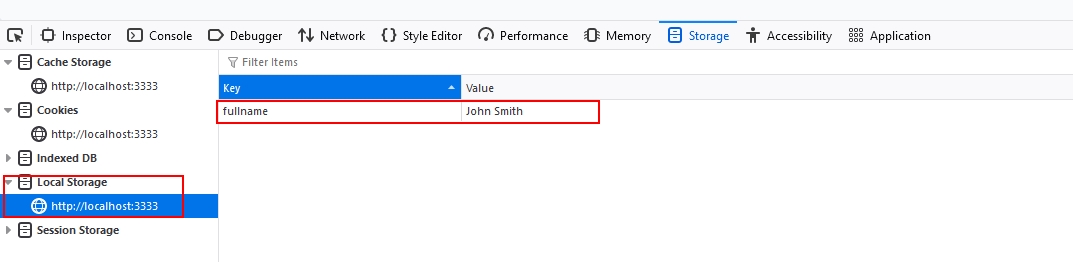 Inspector Console Debugger Network Style Editor Performance Memory Storage Accessibility Application
Cache Storage
http://localhost:3333
Cookies
http://localhost:3333
Indexed DB
Local Storage
http://localhost:3333
Session Storage
Filter Items
Key Value
fullname John Smith